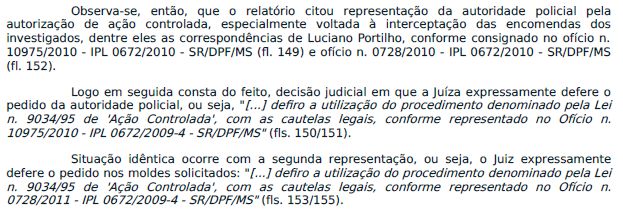 Observa-se, então, que o relatório citou representação da autoridade policial pela
autorização de ação controlada, especialmente voltada à interceptação das encomendas dos
investigados, dentre eles as correspondências de Luciano Portilho, conforme consignado no ofício n.
10975/2010 - IPL 0672/2010 - SR/DPF/MS (fl. 149) e ofício n. 0728/2010 - IPL 0672/2010 - SR/DPF/MS
(fl. 152).
Logo em seguida consta do feito, decisão judicial em que a Juíza expressamente defere o
pedido da autoridade policial, ou seja, "[...] defiro a utilização do procedimento denominado pela Lei
n. 9034/95 de 'Ação Controlada', com as cautelas legais, conforme representado no Ofício n.
10975/2010 - IPL 0672/2009-4 - SR/DPF/MS" (fls. 150/151).
Situação idêntica ocorre com a segunda representação, ou seja, o Juiz expressamente
defere o pedido nos moldes solicitados: "[...] defiro a utilização do procedimento denominado pela Lei
n. 9034/95 de 'Ação Controlada', com as cautelas legais, conforme representado no Ofício n.
0728/2011 - IPL 0672/2009-4 - SR/DPF/MS" (fls. 153/155).